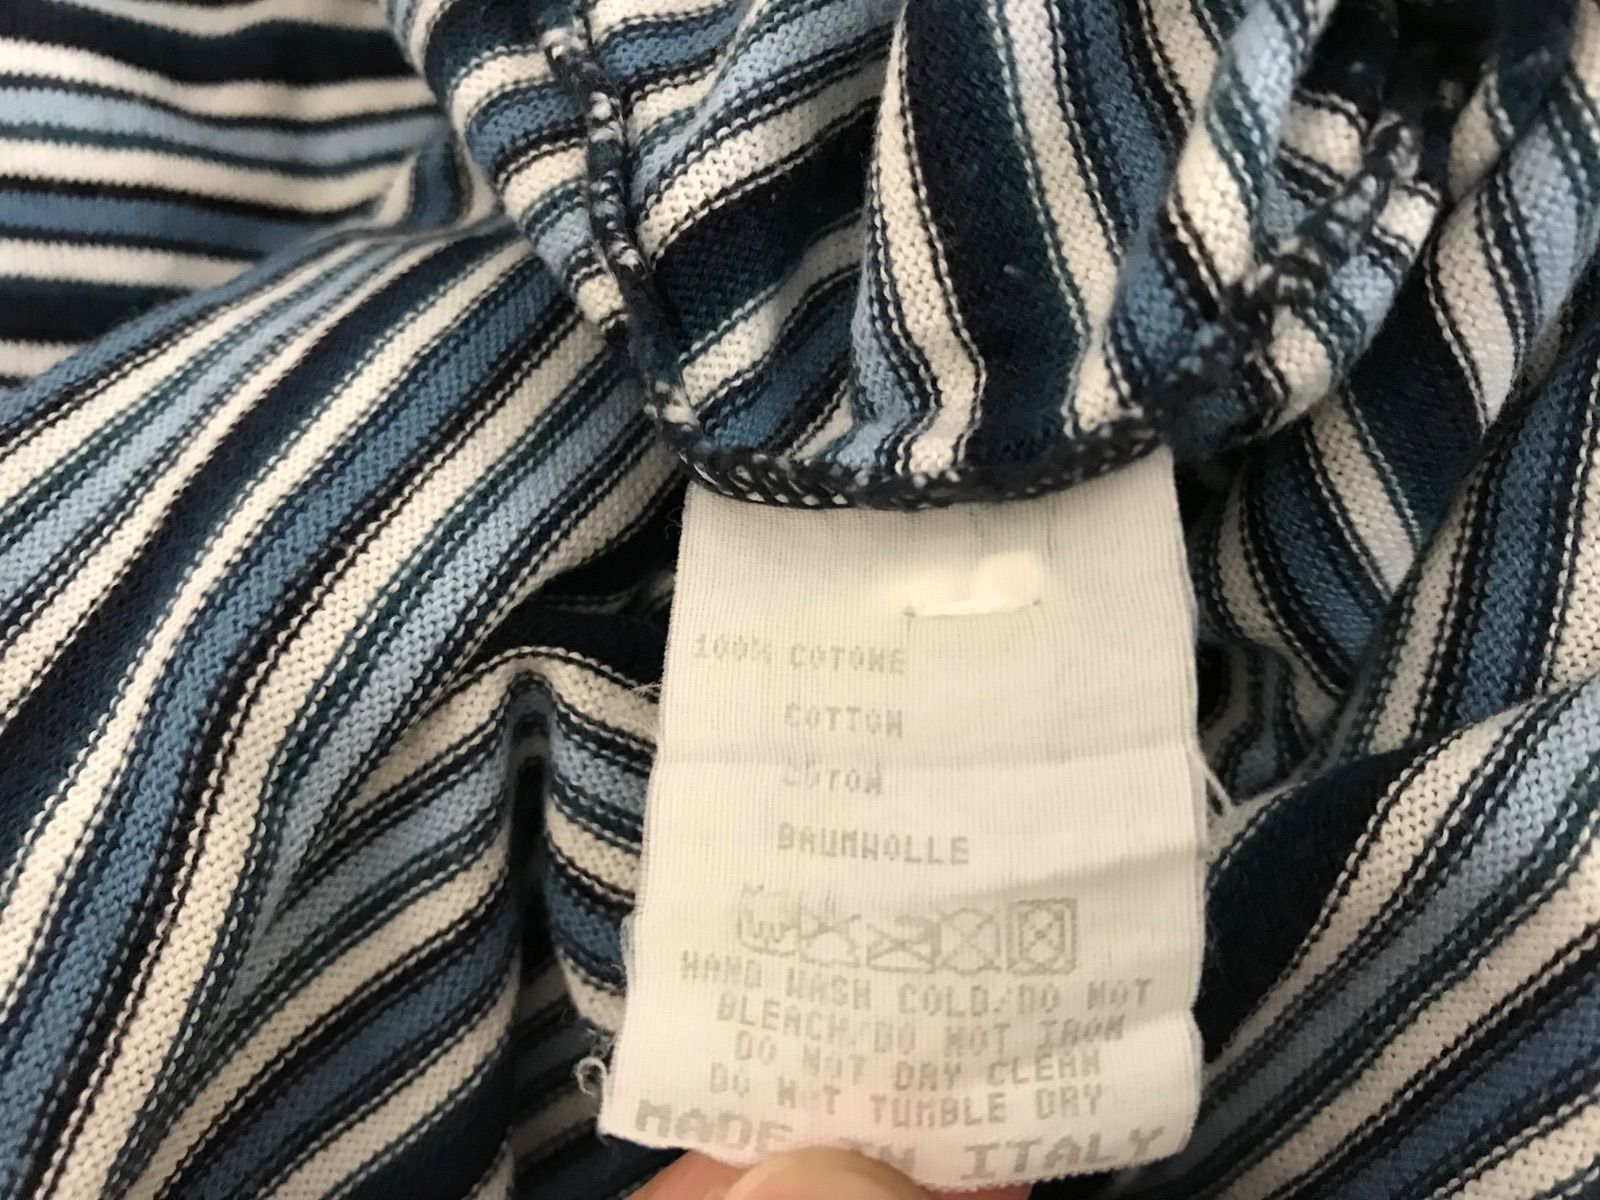 100% COTONE
COTTON
COTON
BAUMWOLLE
HAND WASH COLD/DO NOT
BLEACH/DO NOT IRON
DO NOT DRY CLEAN
DO NOT TUMBLE DRY
MADE IN ITALY